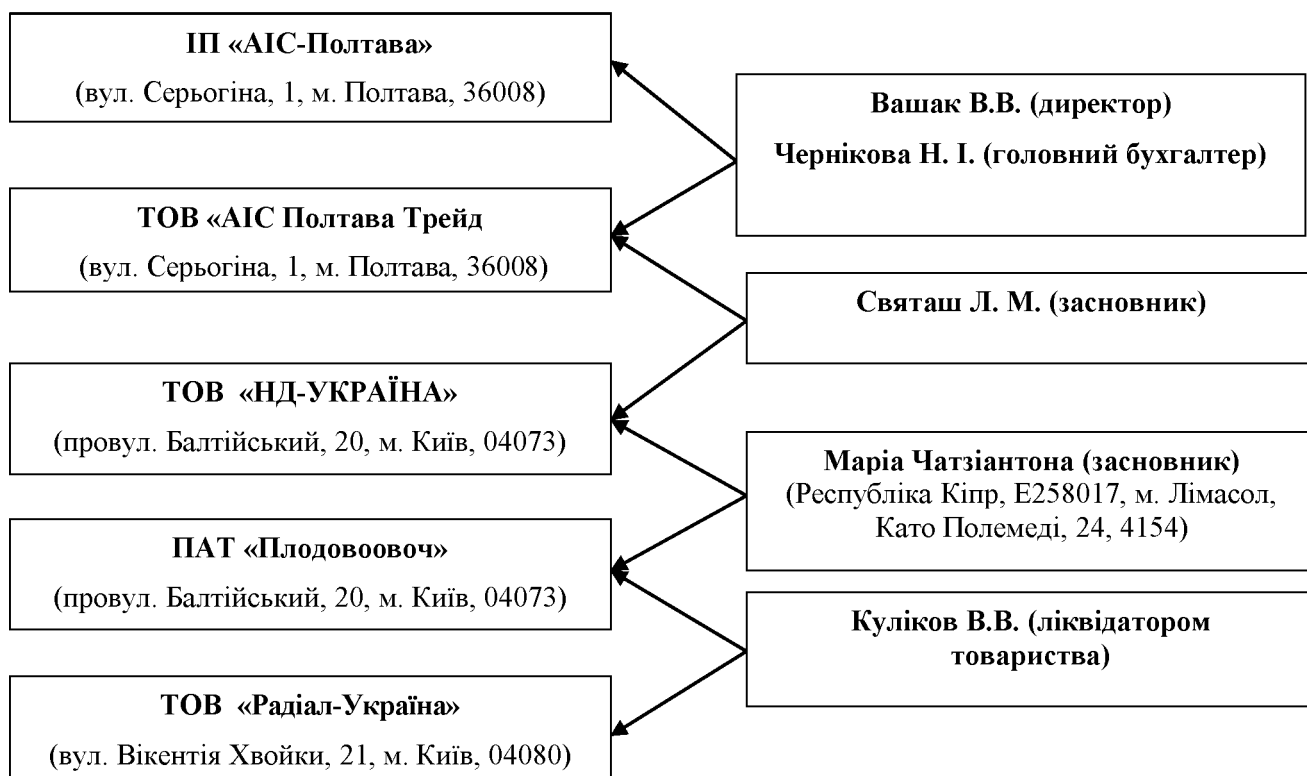 ІП «АІС-Полтава»
(вул. Серьогіна, 1, м. Полтава, 36008)
Вашак В.В. (директор)
Чернікова Н. І. (головний бухгалтер)
ТОВ «АІС Полтава Трейд
(вул. Серьогіна, 1, м. Полтава, 36008)
Святаш Л. М. (засновник)
ТОВ «НД-УКРАЇНА»
(провул. Балтійський, 20, м. Київ, 04073)
Маріа Чатзіантона (засновник)
(Республіка Кіпр, Е258017, м. Лімасол,
Като Полемеді, 24, 4154)
ПАТ «Плодовоовоч»
(провул. Балтійський, 20, м. Київ, 04073)
Куліков В.В. (ліквідатором
товариства)
ТОВ «Радіал-Україна»
(вул. Вікентія Хвойки, 21, м. Київ, 04080)